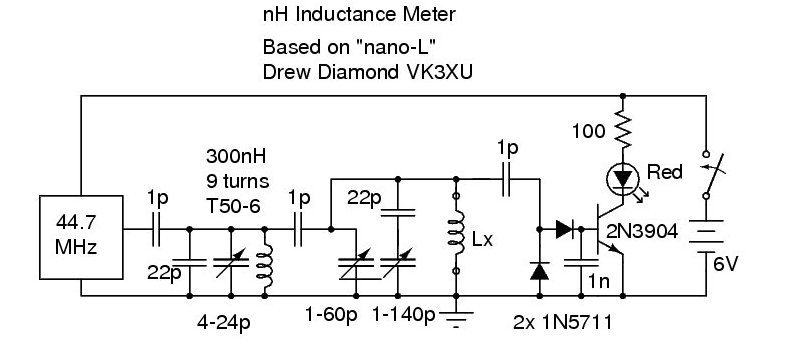 nH Inductance Meter
Based on "nano-L"
Drew Diamond VK3XU
100
Red
300nH
9 turns
T50-6
1p
1p
1p
22p
44.7
MHz
Lx
2N3904
22p
1n
6V
4-24p
1-60p
1-140p
2x 1N5711